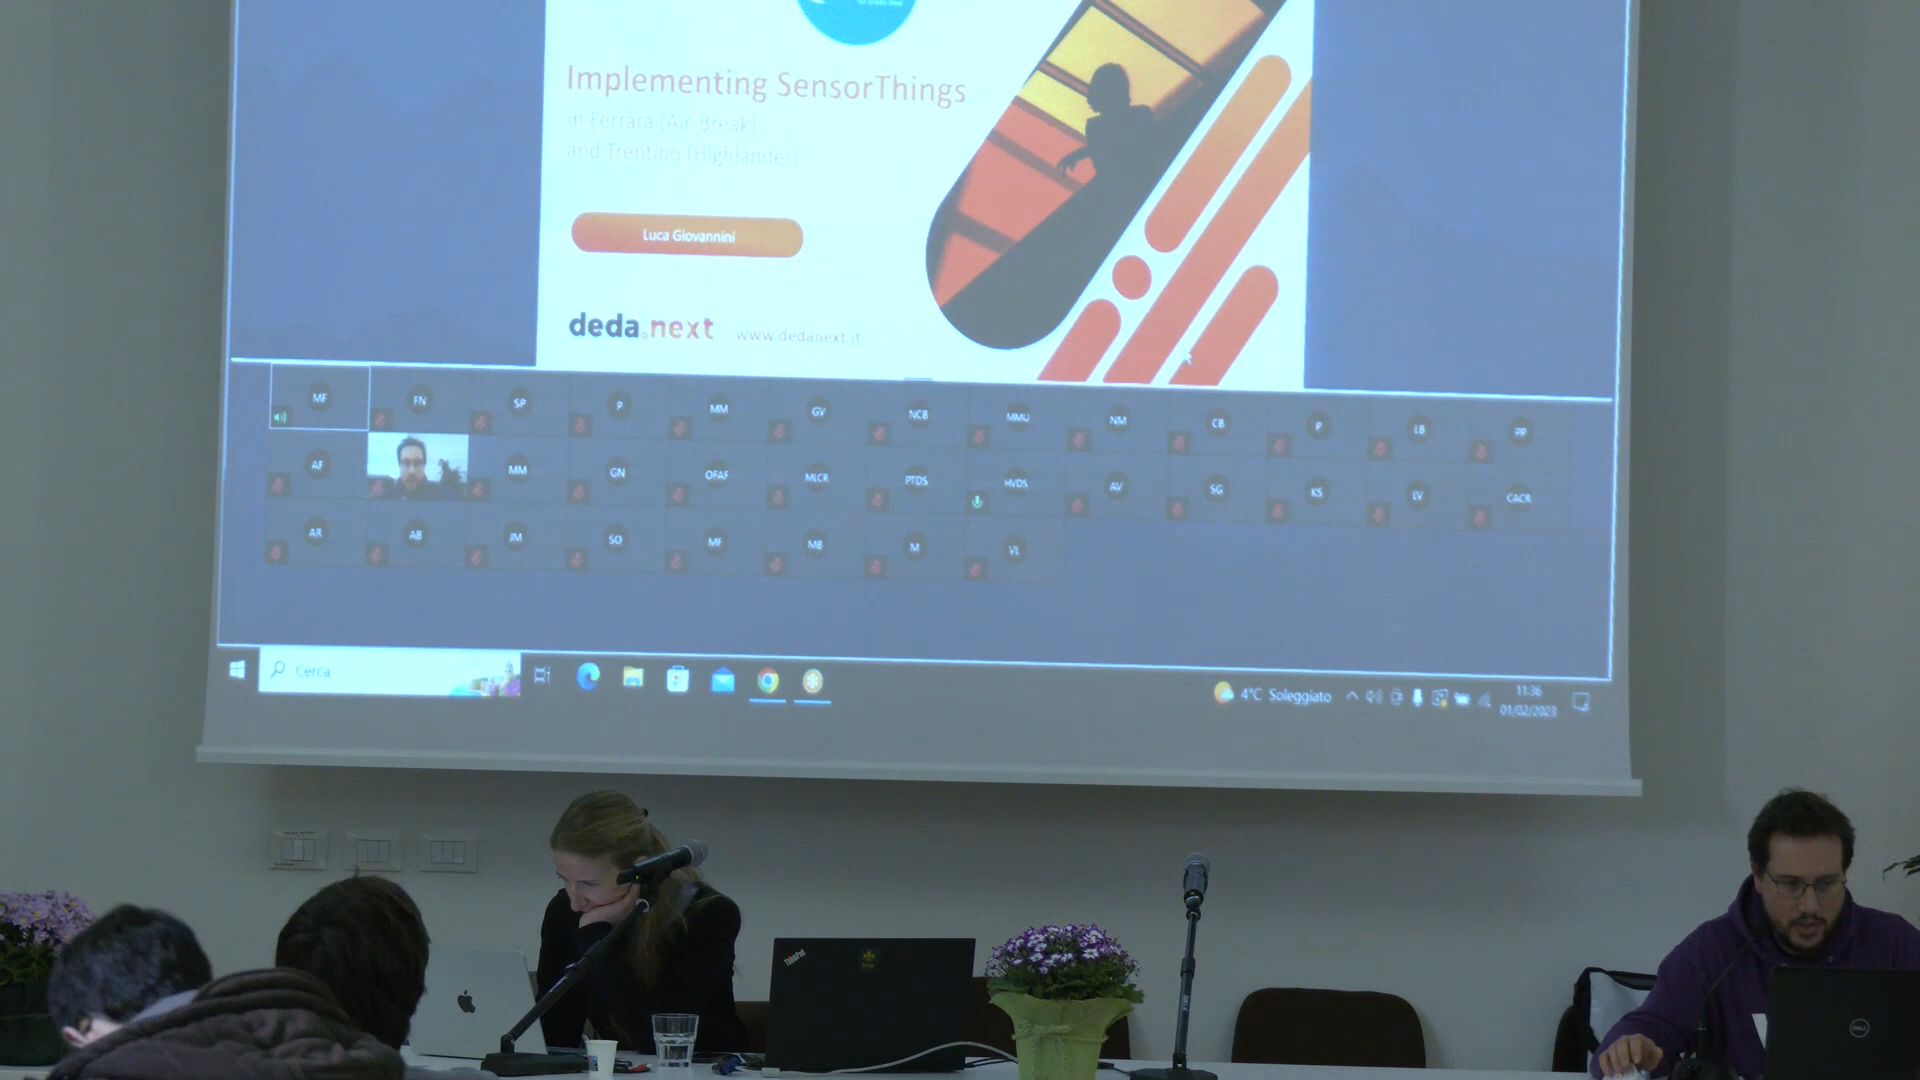 Implementing SensorThings
in Ferrara (Air-Break)
and Trentino (Highlander)
Luca Giovannini
deda.next www.dedanext.it
MF FN SP P MM GV NCB MMU NM CB P LB PP
AF MM GN OFAF MLCR PTDS HVDS AV SG KS LV CACR
AR AB JM SO MF MB M VL
Cerca
4°C Soleggiato
11:36
01/02/2023
ThinkPad
DELL